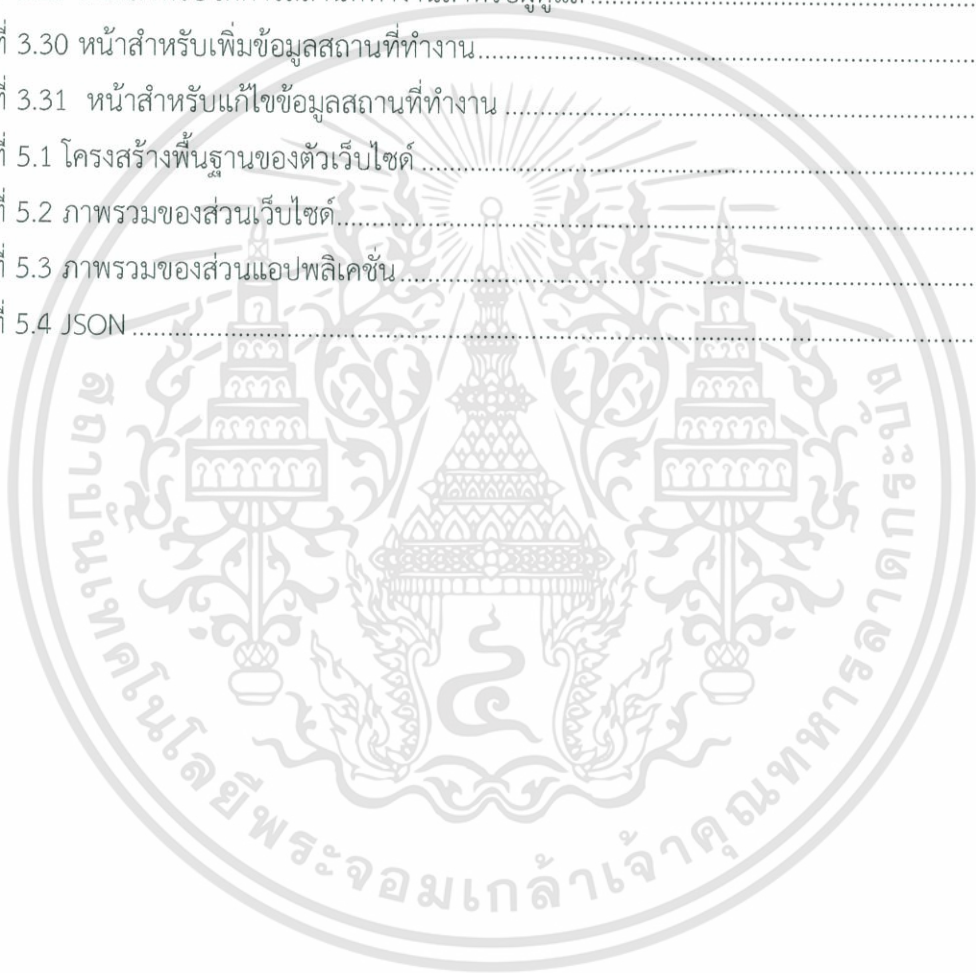 ที่ 3.30 หน้าสำหรับเพิ่มข้อมูลสถานที่ทำงาน
ที่ 3.31 หน้าสำหรับแก้ไขข้อมูลสถานที่ทำงาน
ที่ 5.1 โครงสร้างพื้นฐานของตัวเว็บไซด์
ที่ 5.2 ภาพรวมของส่วนเว็บไซด์
ที่ 5.3 ภาพรวมของส่วนแอปพลิเคชั่น
ที่ 5.4 JSON
สถาบันเทคโนโลยีพระจอมเกล้าเจ้าคุณทหารลาดกระบัง